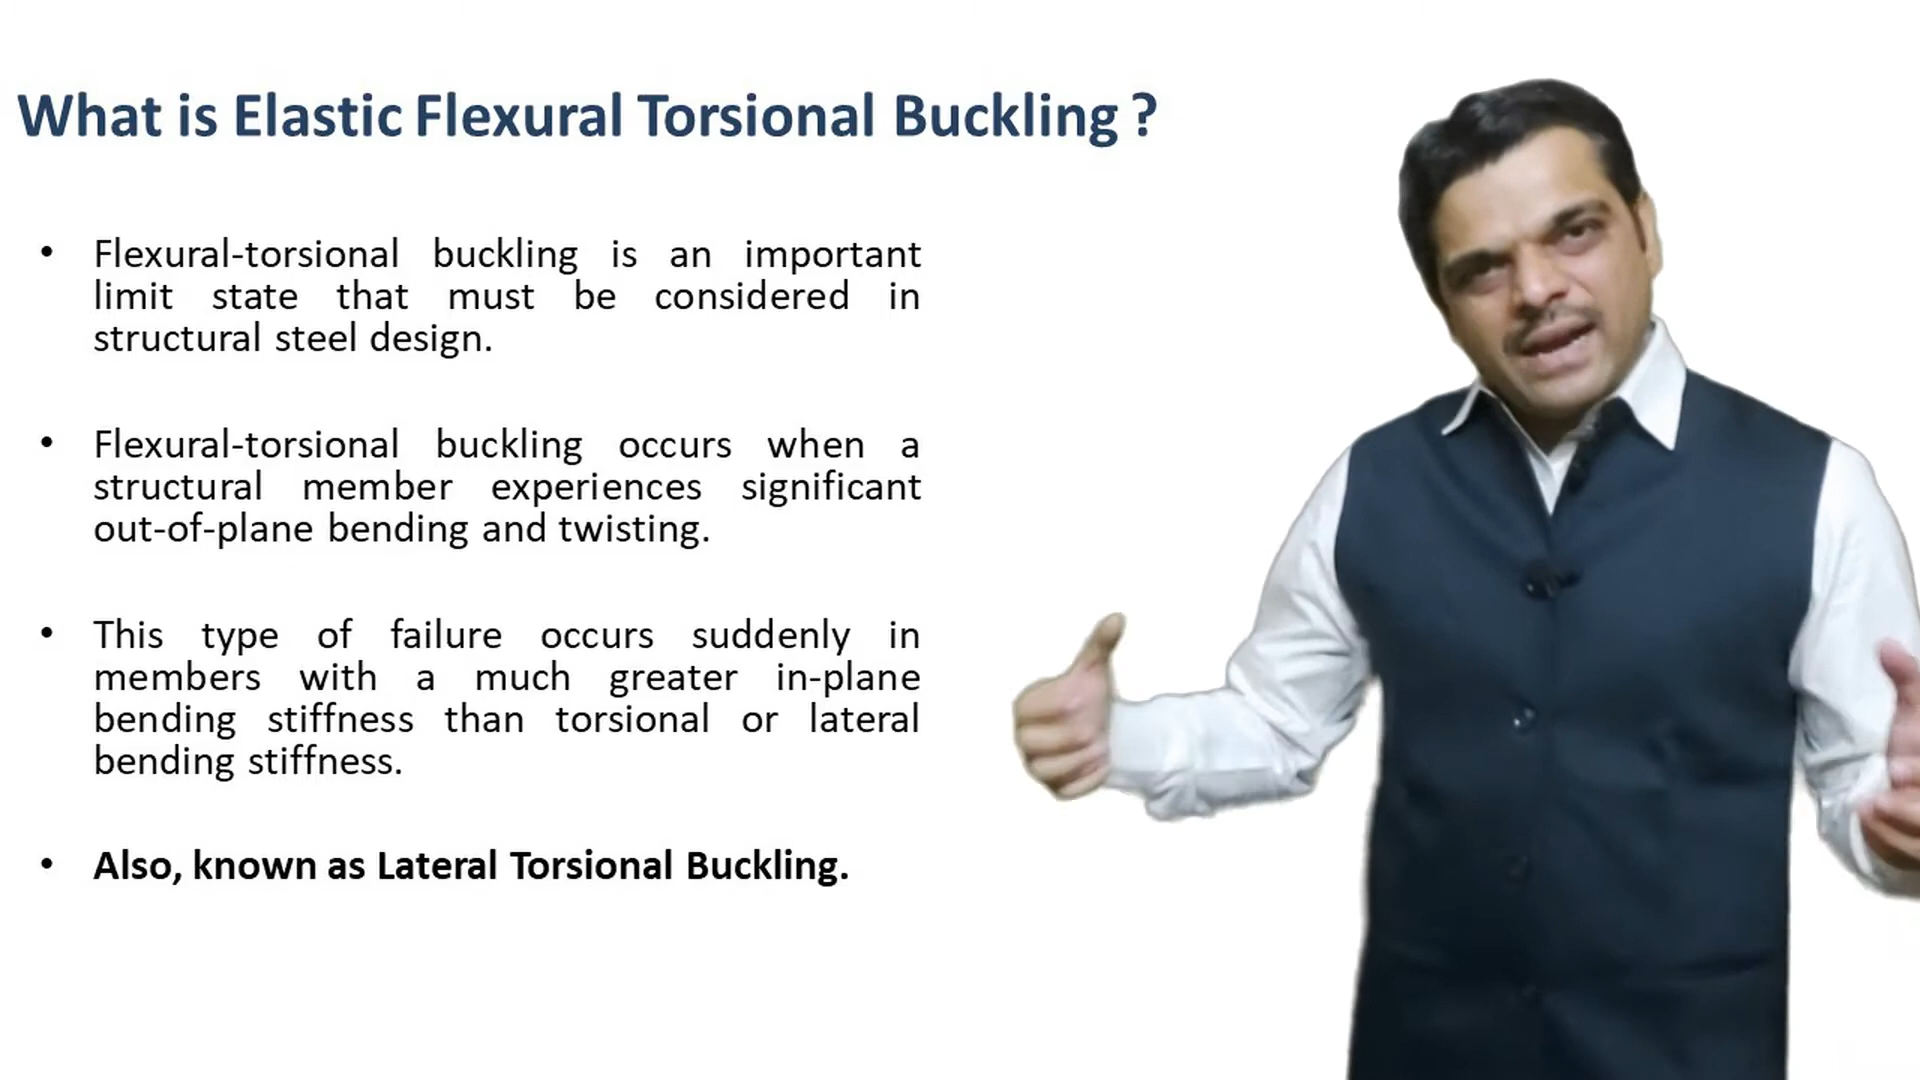 What is Elastic Flexural Torsional Buckling ?
• Flexural-torsional buckling is an important
limit state that must be considered in
structural steel design.
• Flexural-torsional buckling occurs when a
structural member experiences significant
out-of-plane bending and twisting.
• This type of failure occurs suddenly in
members with a much greater in-plane
bending stiffness than torsional or lateral
bending stiffness.
• Also, known as Lateral Torsional Buckling.